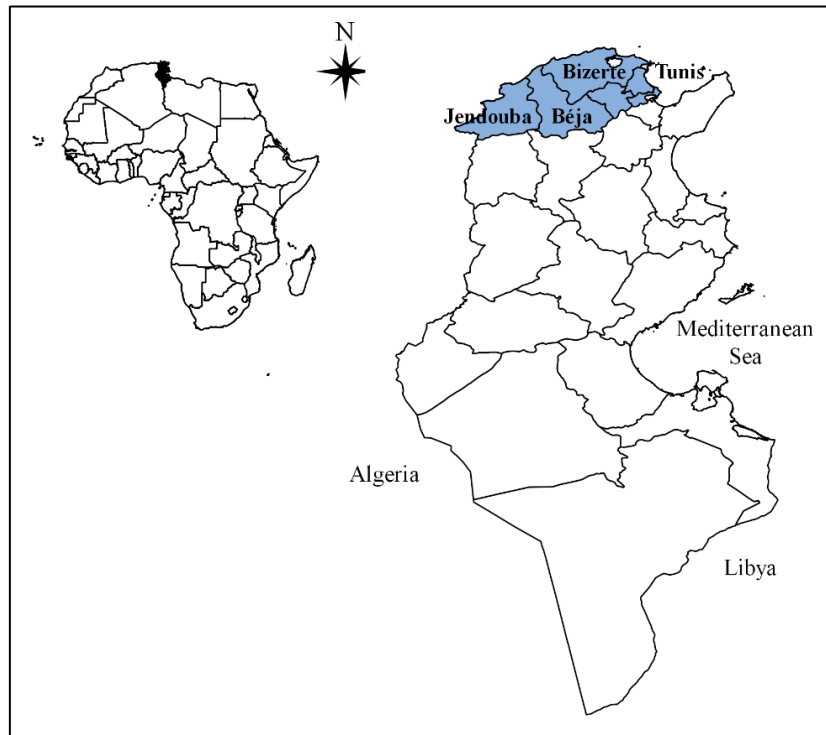 N
Bizerte
Tunis
Jendouba
Béja
Mediterranean
Sea
Algeria
Libya